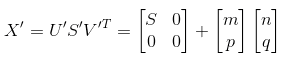 $X' = U'S'V'^T = \begin{bmatrix} S & 0 \\ 0 & 0 \end{bmatrix} + \begin{bmatrix} m \\ p \end{bmatrix} \begin{bmatrix} n \\ q \end{bmatrix}$